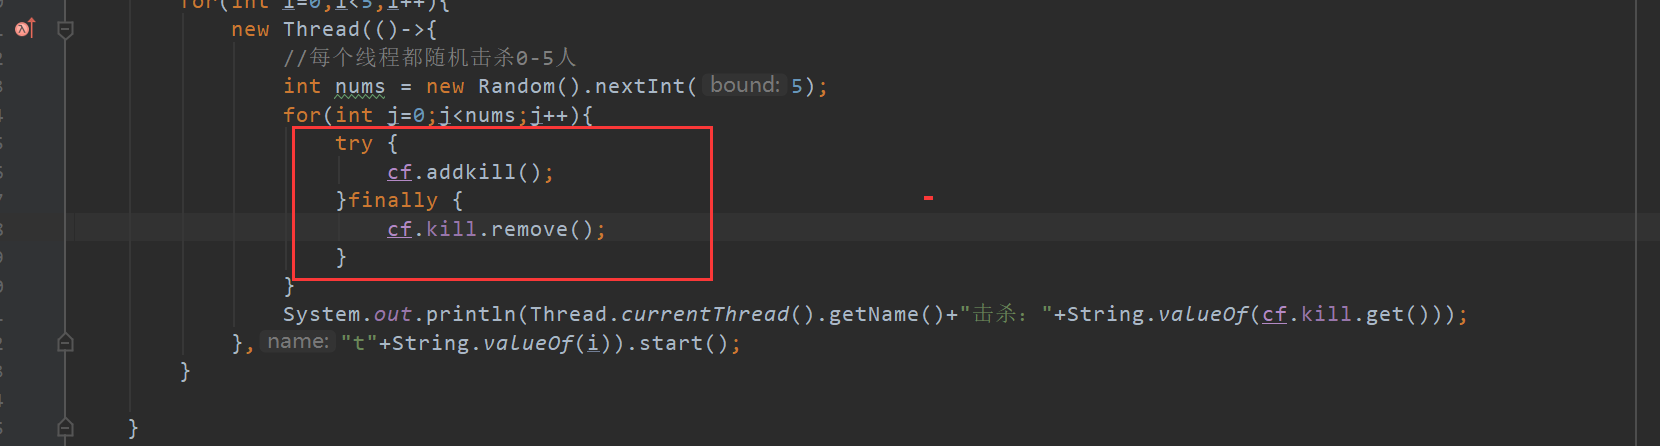 for(int i=0;i<5;i++){
new Thread(()->{
//每个线程都随机击杀0-5人
int nums = new Random().nextInt( bound: 5);
for(int j=0;j<nums;j++){
try {
cf.addkill();
}finally {
cf.kill.remove();
}
}
System.out.println(Thread.currentThread().getName()+"击杀："+String.valueOf(cf.kill.get()));
}, name: "t"+String.valueOf(i)).start();
}
}